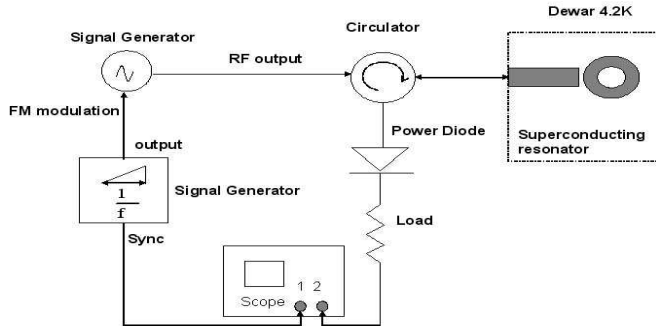 Dewar 4.2K
Signal Generator
Circulator
RF output
FM modulation
Power Diode
Superconducting
resonator
output
1
f
Signal Generator
Load
Sync
1 2
Scope